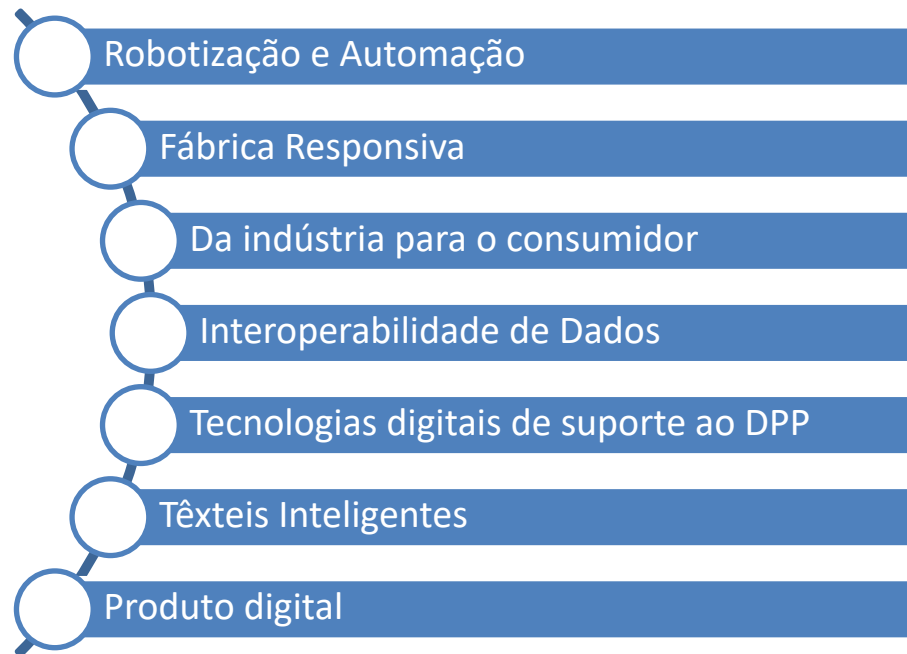 Robotização e Automação
Fábrica Responsiva
Da indústria para o consumidor
Interoperabilidade de Dados
Tecnologias digitais de suporte ao DPP
Têxteis Inteligentes
Produto digital